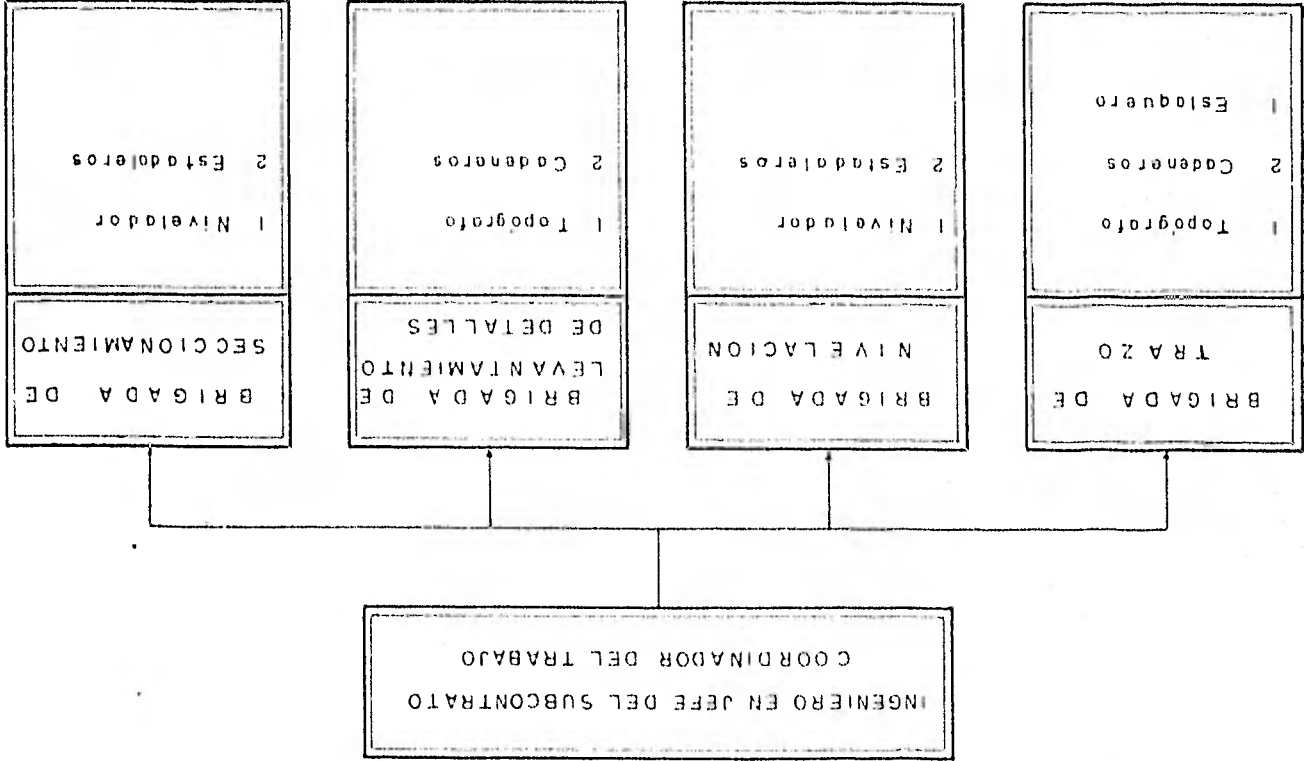 INGENIERO EN JEFE DEL SUBCONTRATO
COORDINADOR DEL TRABAJO
BRIGADA DE
TRAZO
1 Topógrafo
2 Cadeneros
1 Estaquero
BRIGADA DE
NIVELACION
1 Nivelador
2 Estadaleros
BRIGADA DE
LEVANTAMIENTO
DE DETALLES
1 Topógrafo
2 Cadeneros
BRIGADA DE
SECCIONAMIENTO
1 Nivelador
2 Estadaleros